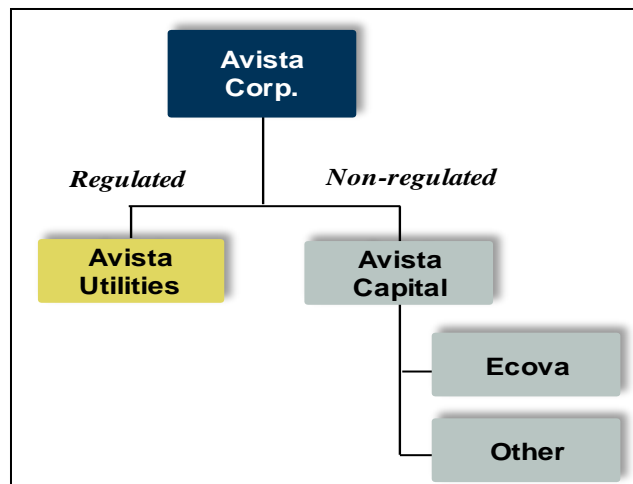 Avista
Corp.
Regulated
Non-regulated
Avista
Utilities
Avista
Capital
Ecova
Other